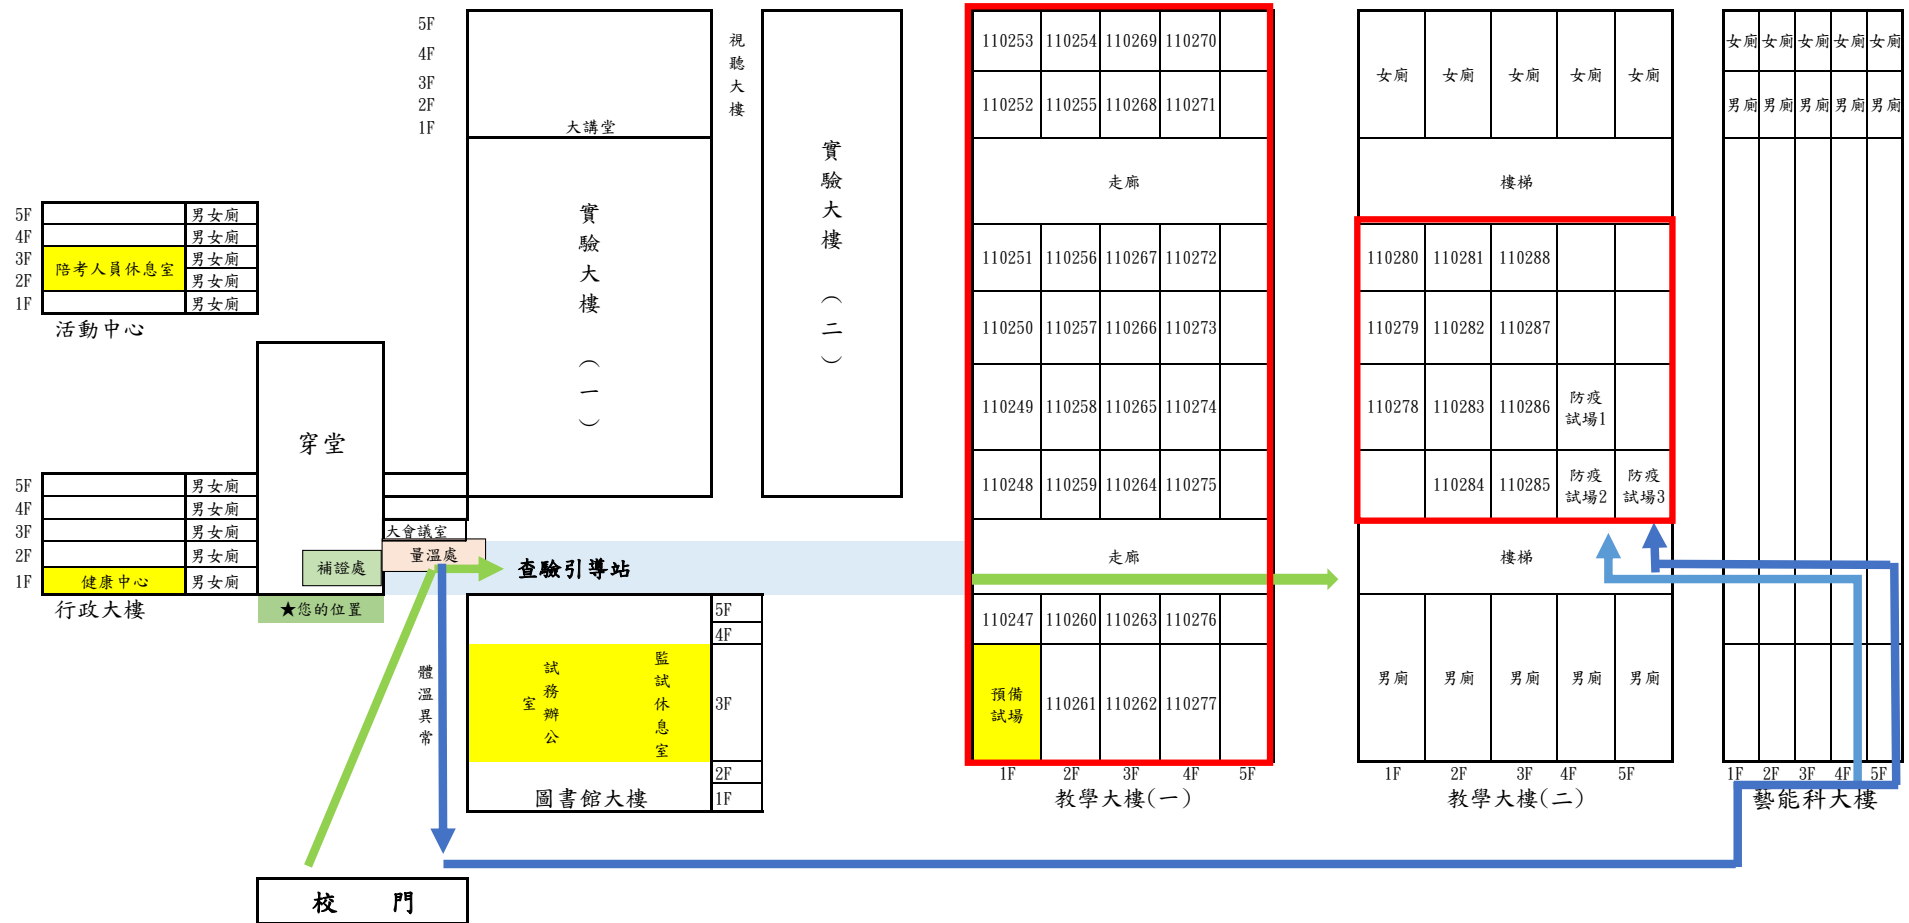 5F
4F
3F
2F
1F
大講堂
視聽大樓
實驗大樓（一）
實驗大樓（二）
5F 男女廁
4F 男女廁
3F 男女廁
陪考人員休息室
2F 男女廁
1F 男女廁
活動中心
穿堂
5F 男女廁
4F 男女廁
3F 男女廁
2F 男女廁
1F 健康中心 男女廁
行政大樓
大會議室
量溫處
補證處
查驗引導站
★您的位置
體溫異常
5F
4F
試務辦公室
監試休息室
3F
2F
1F
圖書館大樓
校 門
110253 110254 110269 110270
110252 110255 110268 110271
走廊
110251 110256 110267 110272
110250 110257 110266 110273
110249 110258 110265 110274
110248 110259 110264 110275
走廊
110247 110260 110263 110276
預備
試場
110261 110262 110277
1F 2F 3F 4F 5F
教學大樓(一)
女廁 女廁 女廁 女廁 女廁
樓梯
110280 110281 110288
110279 110282 110287
110278 110283 110286
防疫
試場1
110284 110285
防疫
試場2
防疫
試場3
樓梯
男廁 男廁 男廁 男廁 男廁
1F 2F 3F 4F 5F
教學大樓(二)
女廁 女廁 女廁 女廁 女廁
男廁 男廁 男廁 男廁 男廁
1F 2F 3F 4F 5F
藝能科大樓